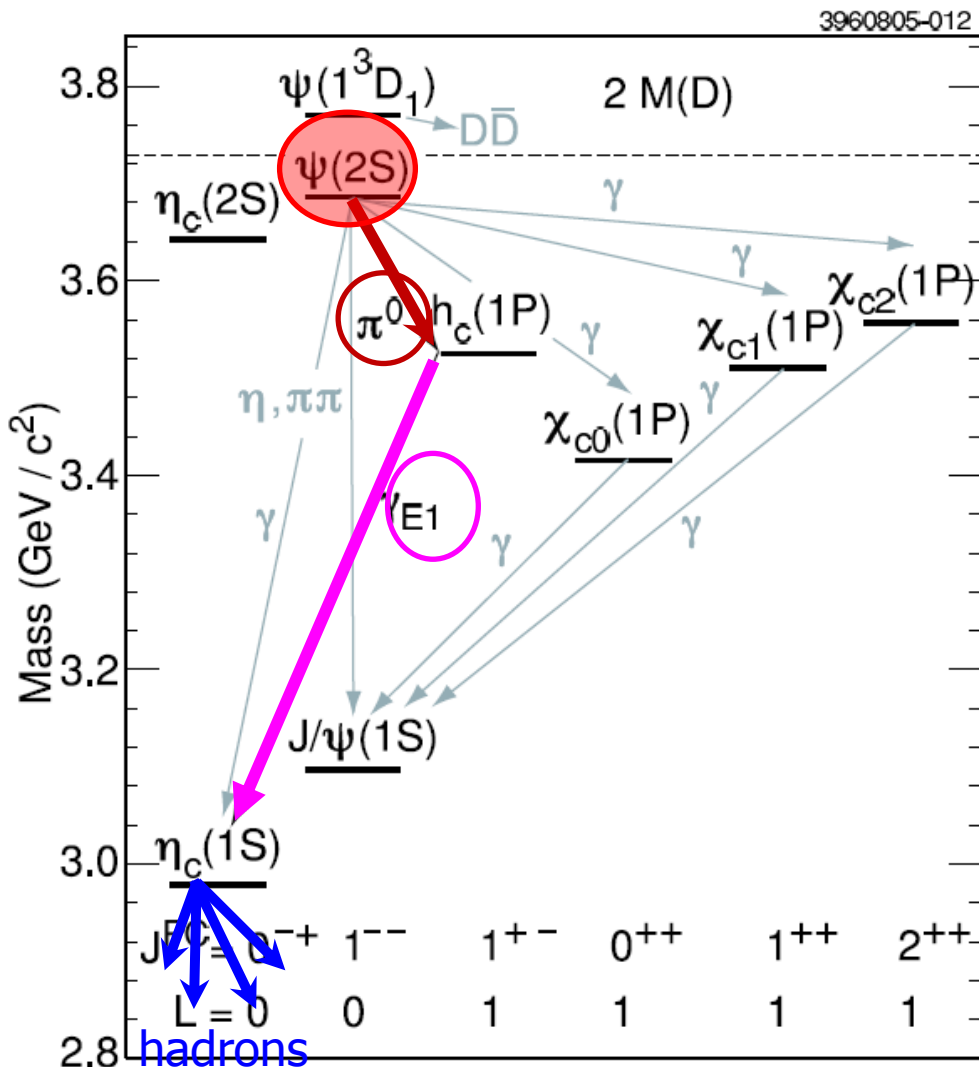 3960805-012
3.8
ψ(1³D₁)
2 M(D)
DD̅
ψ(2S)
η_c(2S)
γ
γ
3.6
χ_c2(1P)
π⁰
h_c(1P)
χ_c1(1P)
γ
γ
η, ππ
χ_c0(1P)
3.4
γ_E1
γ
γ
γ
Mass (GeV / c²)
3.2
J/ψ(1S)
3.0
η_c(1S)
J^PC = 0⁻⁺ 1⁻⁻ 1⁺⁻ 0⁺⁺ 1⁺⁺ 2⁺⁺
L = 0 0 1 1 1 1
hadrons
2.8